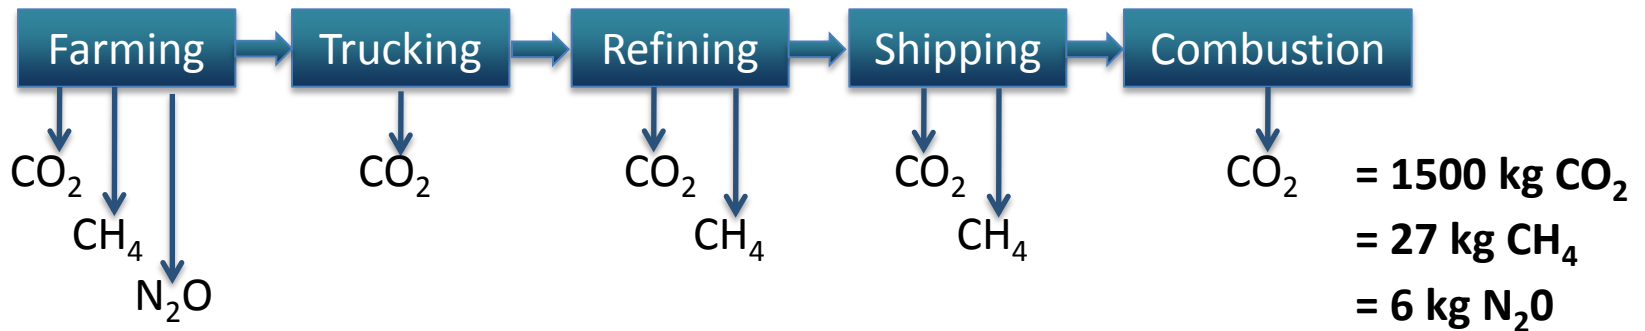 Farming Trucking Refining Shipping Combustion
CO₂ CO₂ CO₂ CO₂ CO₂ = 1500 kg CO₂
CH₄ CH₄ CH₄ = 27 kg CH₄
N₂O = 6 kg N₂0